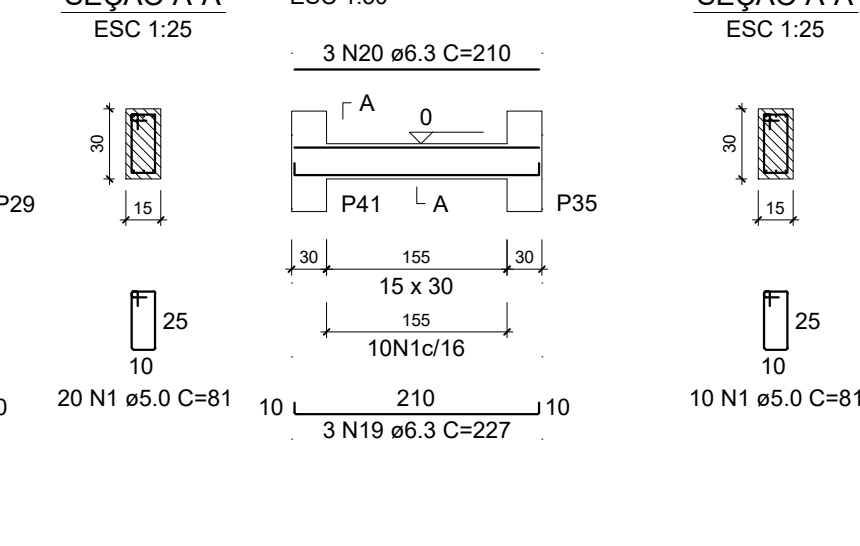 ESC 1:25
30
15
P29
25
10
20 N1 ø5.0 C=81
3 N20 ø6.3 C=210
A
0
P41
A
P35
30 155 30
15 x 30
155
10N1c/16
10 210 10
3 N19 ø6.3 C=227
ESC 1:25
30
15
25
10
10 N1 ø5.0 C=81